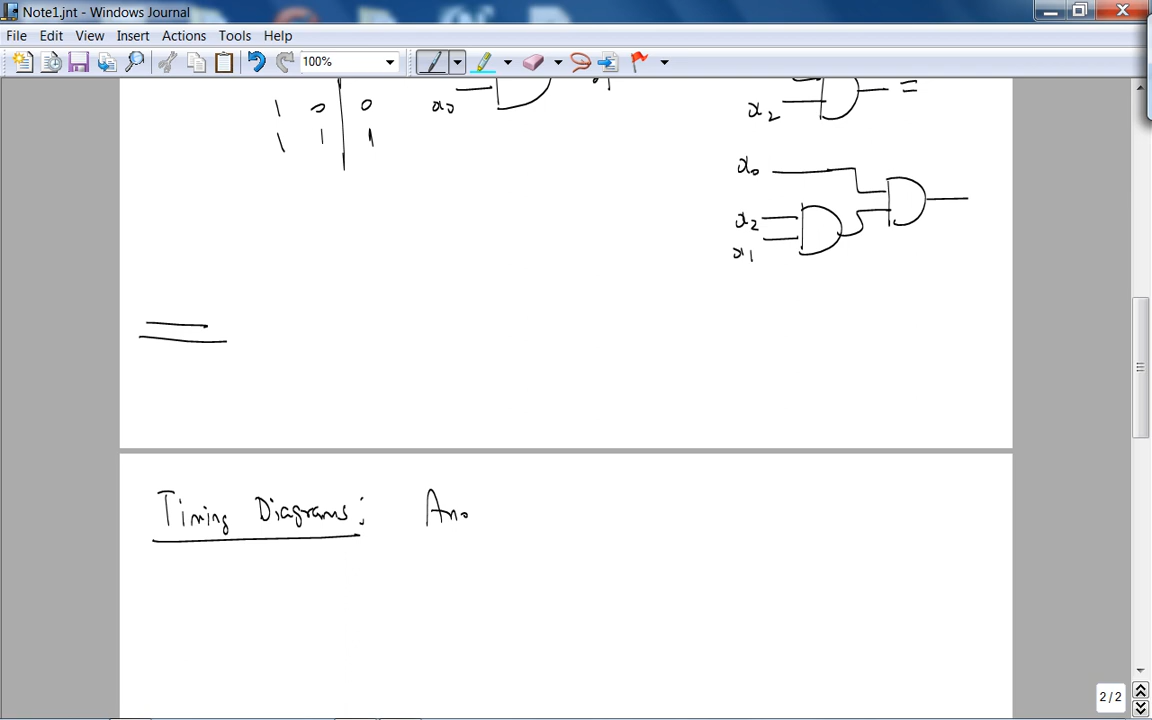 Note1.jnt - Windows Journal
File Edit View Insert Actions Tools Help
100%
x0
=
1 0 0
x2
1 1 1
x0
x2
x1
Timing Diagrams: Ano
2 / 2